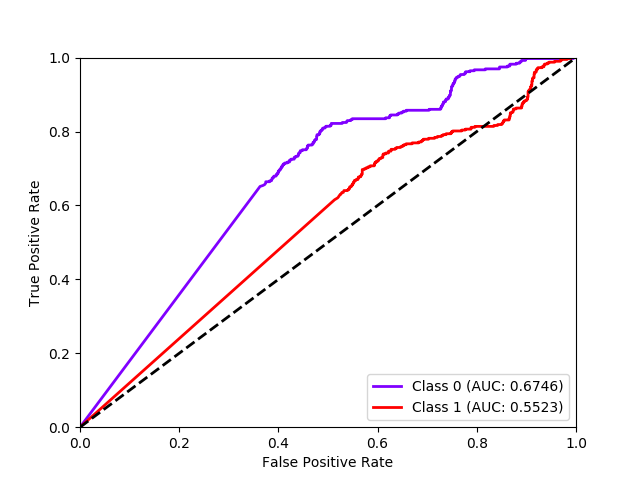 1.0
0.8
0.6
0.4
0.2
0.0
True Positive Rate
0.0 0.2 0.4 0.6 0.8 1.0
False Positive Rate
Class 0 (AUC: 0.6746)
Class 1 (AUC: 0.5523)